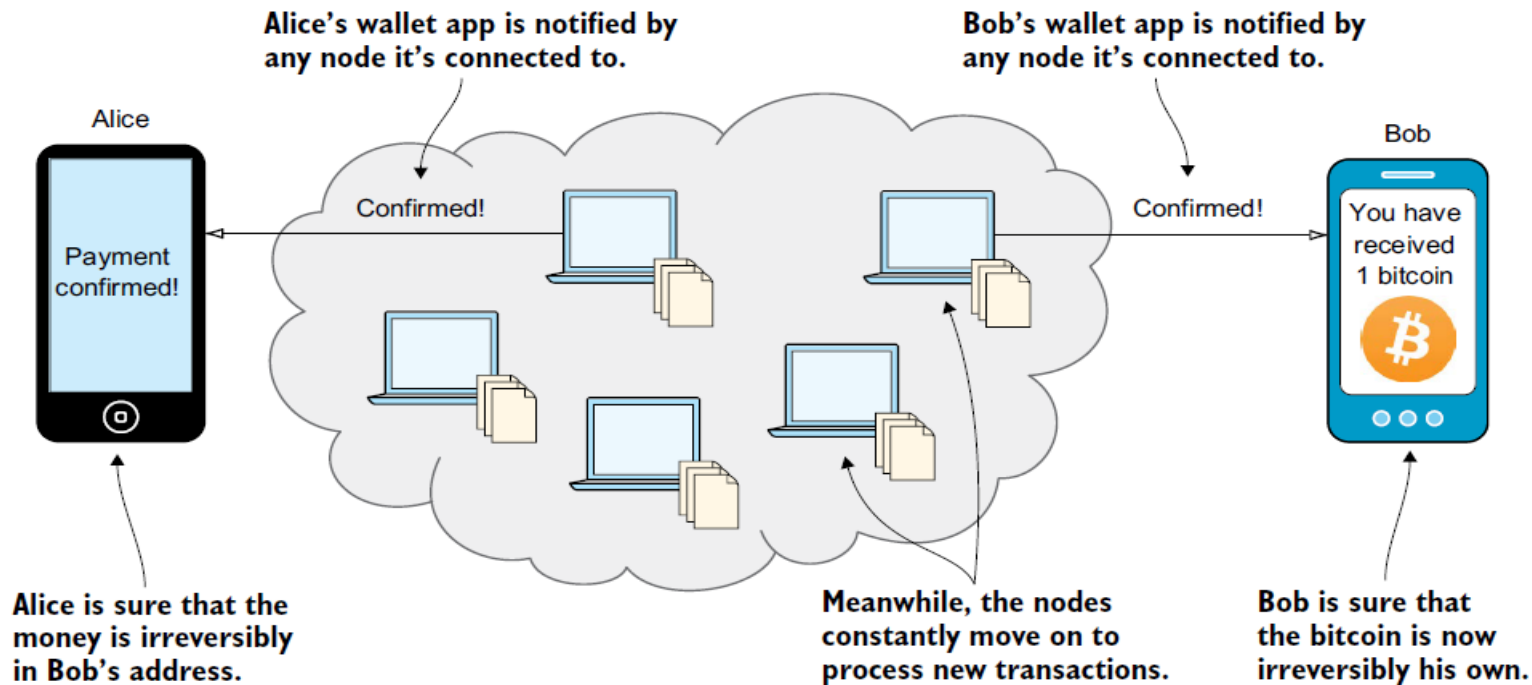 Alice’s wallet app is notified by
any node it’s connected to.
Bob’s wallet app is notified by
any node it’s connected to.
Alice
Bob
Confirmed!
Confirmed!
Payment
confirmed!
You have
received
1 bitcoin
Alice is sure that the
money is irreversibly
in Bob’s address.
Meanwhile, the nodes
constantly move on to
process new transactions.
Bob is sure that
the bitcoin is now
irreversibly his own.